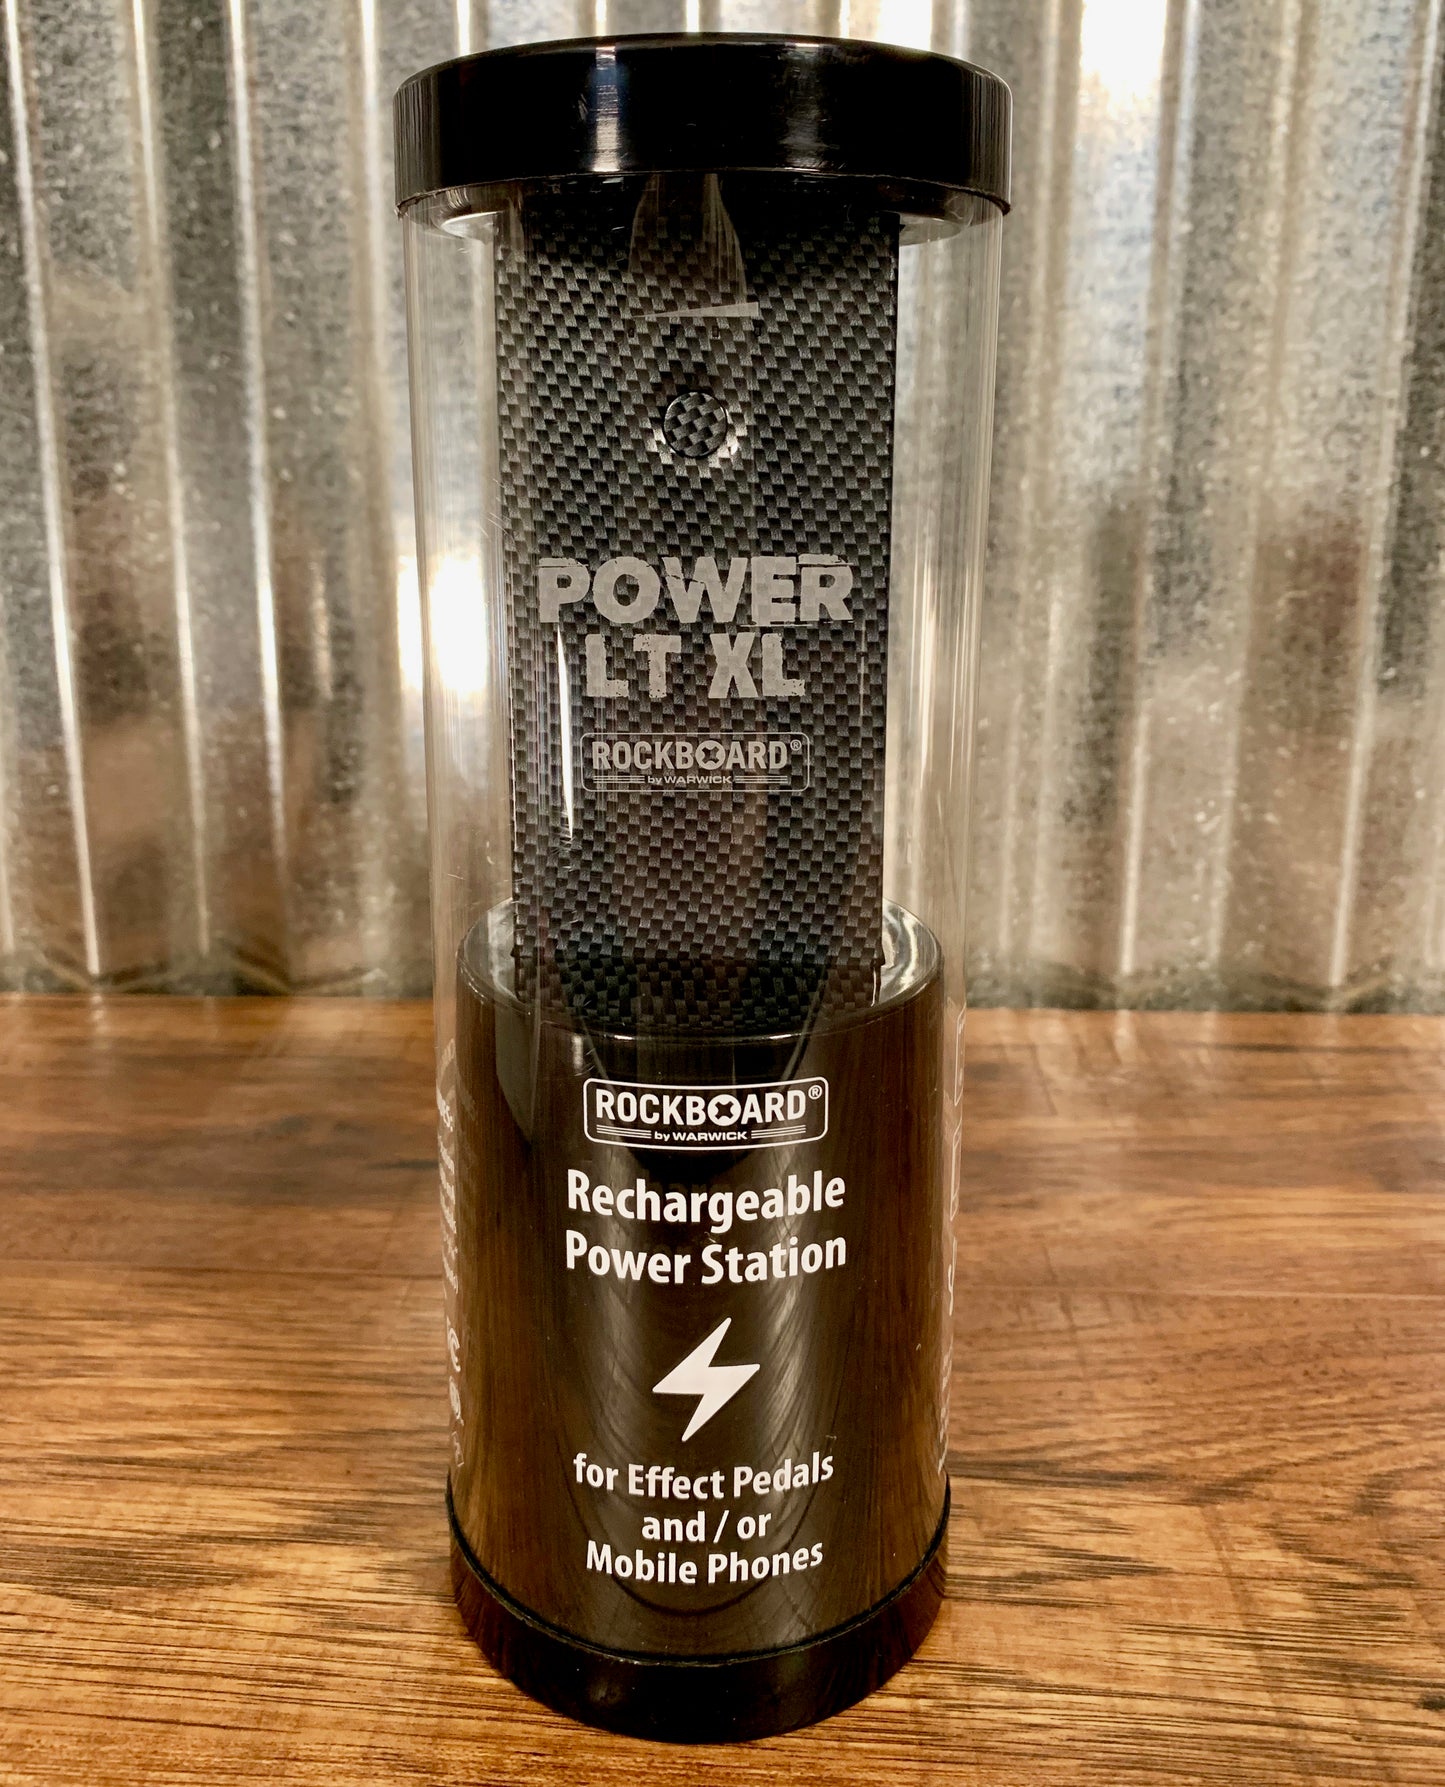 POWER
LT XL
ROCKBOARD®
by WARWICK
ROCKBOARD®
by WARWICK
Rechargeable
Power Station
for Effect Pedals
and / or
Mobile Phones